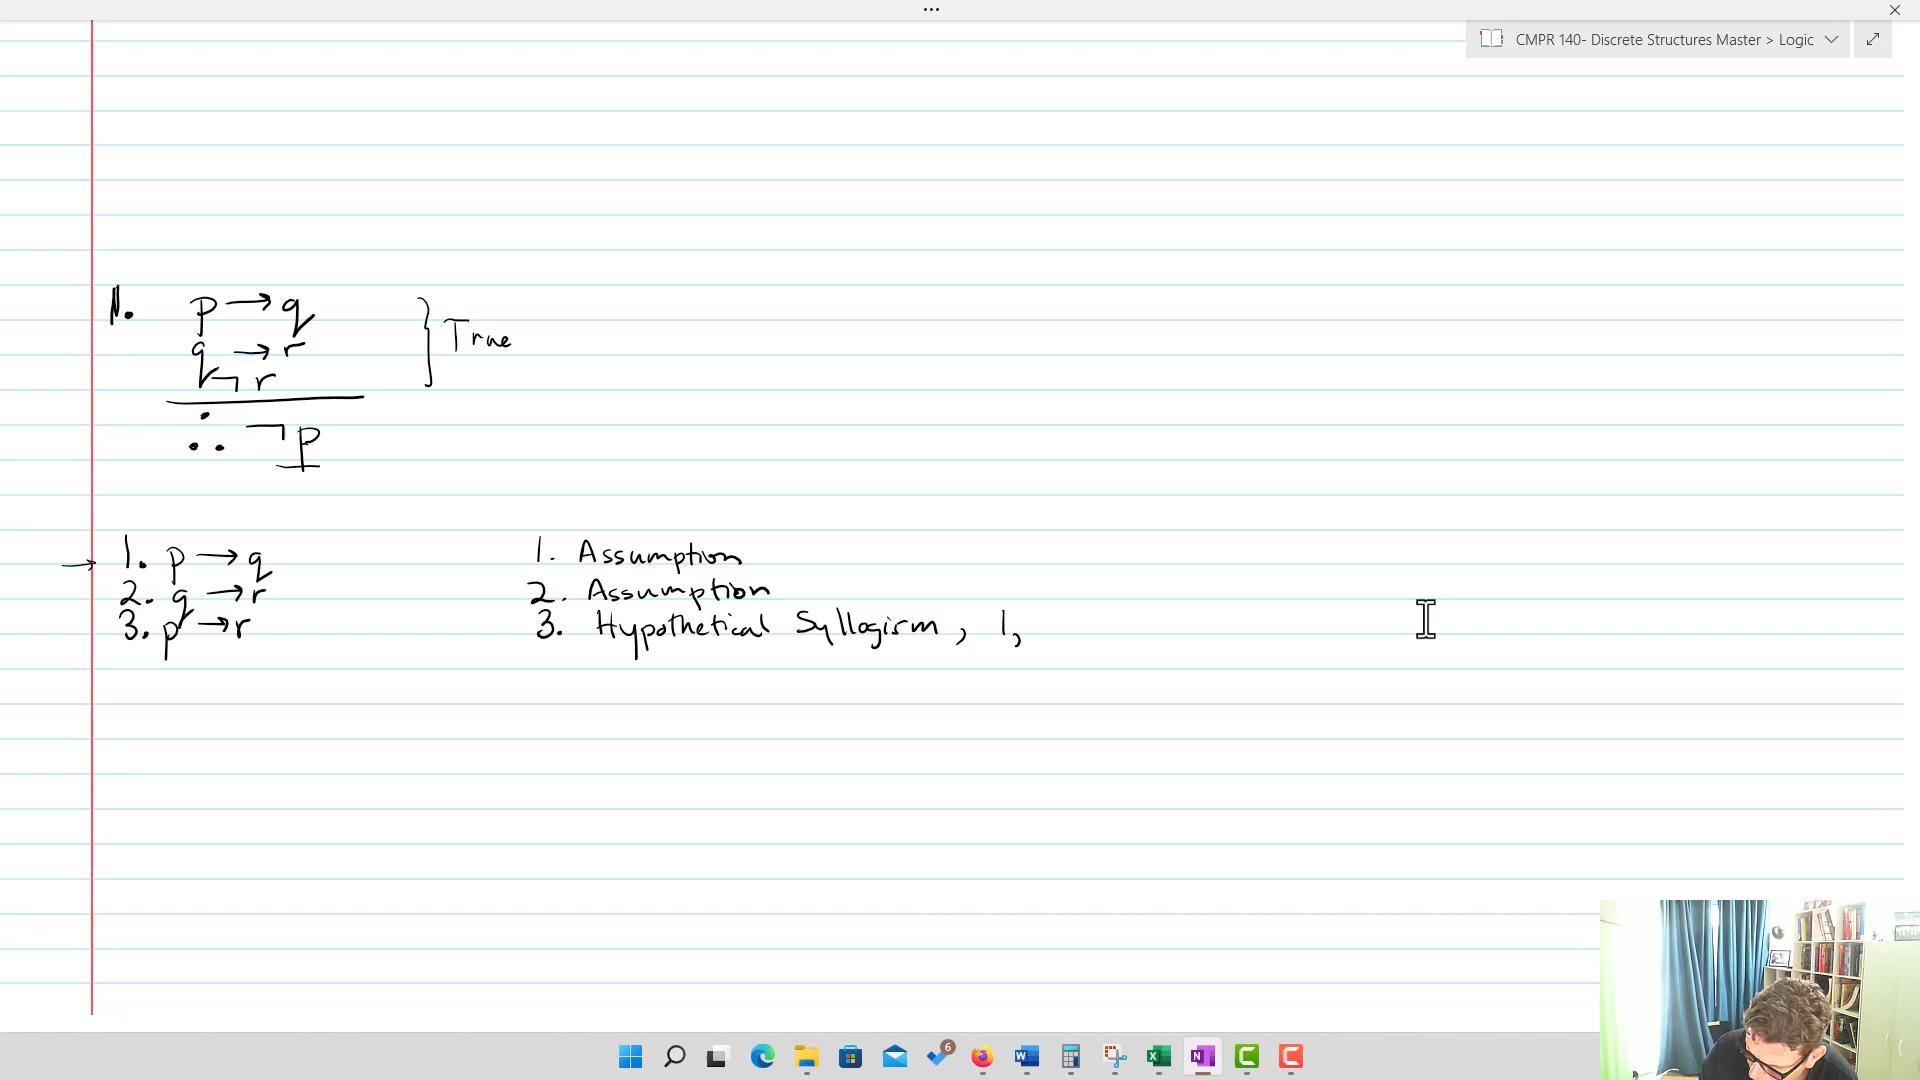 CMPR 140- Discrete Structures Master > Logic
1. p → q
q → r
¬ r
} True
∴ ¬ p
→ 1. p → q 1. Assumption
2. q → r 2. Assumption
3. p → r 3. Hypothetical Syllogism, 1,
6